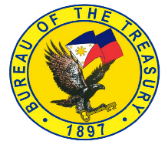 BUREAU OF THE TREASURY
• 1897 •